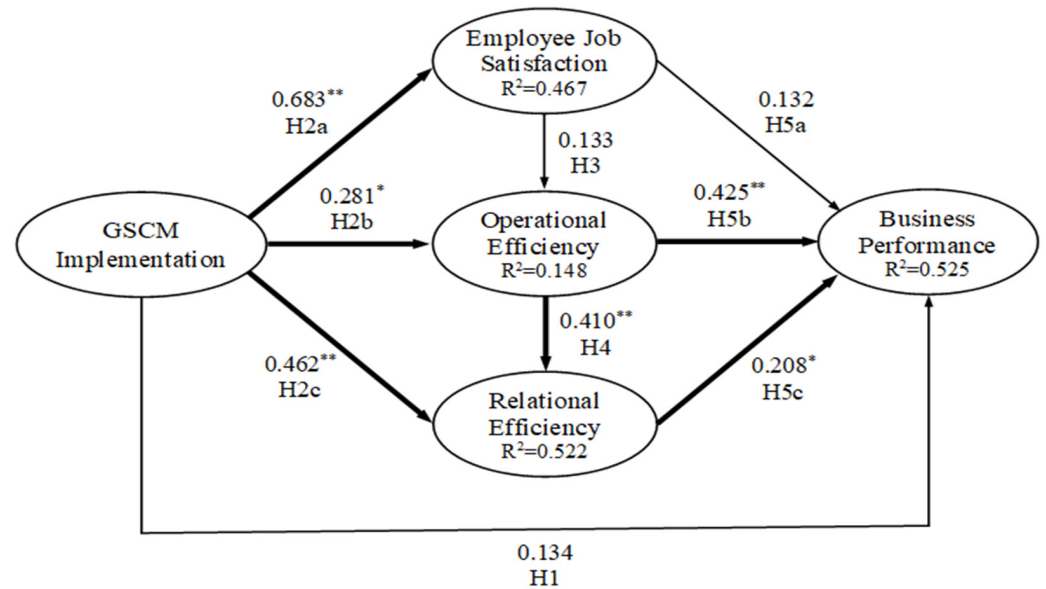 Employee Job
Satisfaction
R²=0.467
0.683**
H2a
0.132
H5a
0.133
H3
0.281*
H2b
0.425**
H5b
GSCM
Implementation
Operational
Efficiency
R²=0.148
Business
Performance
R²=0.525
0.410**
H4
0.462**
H2c
0.208*
H5c
Relational
Efficiency
R²=0.522
0.134
H1